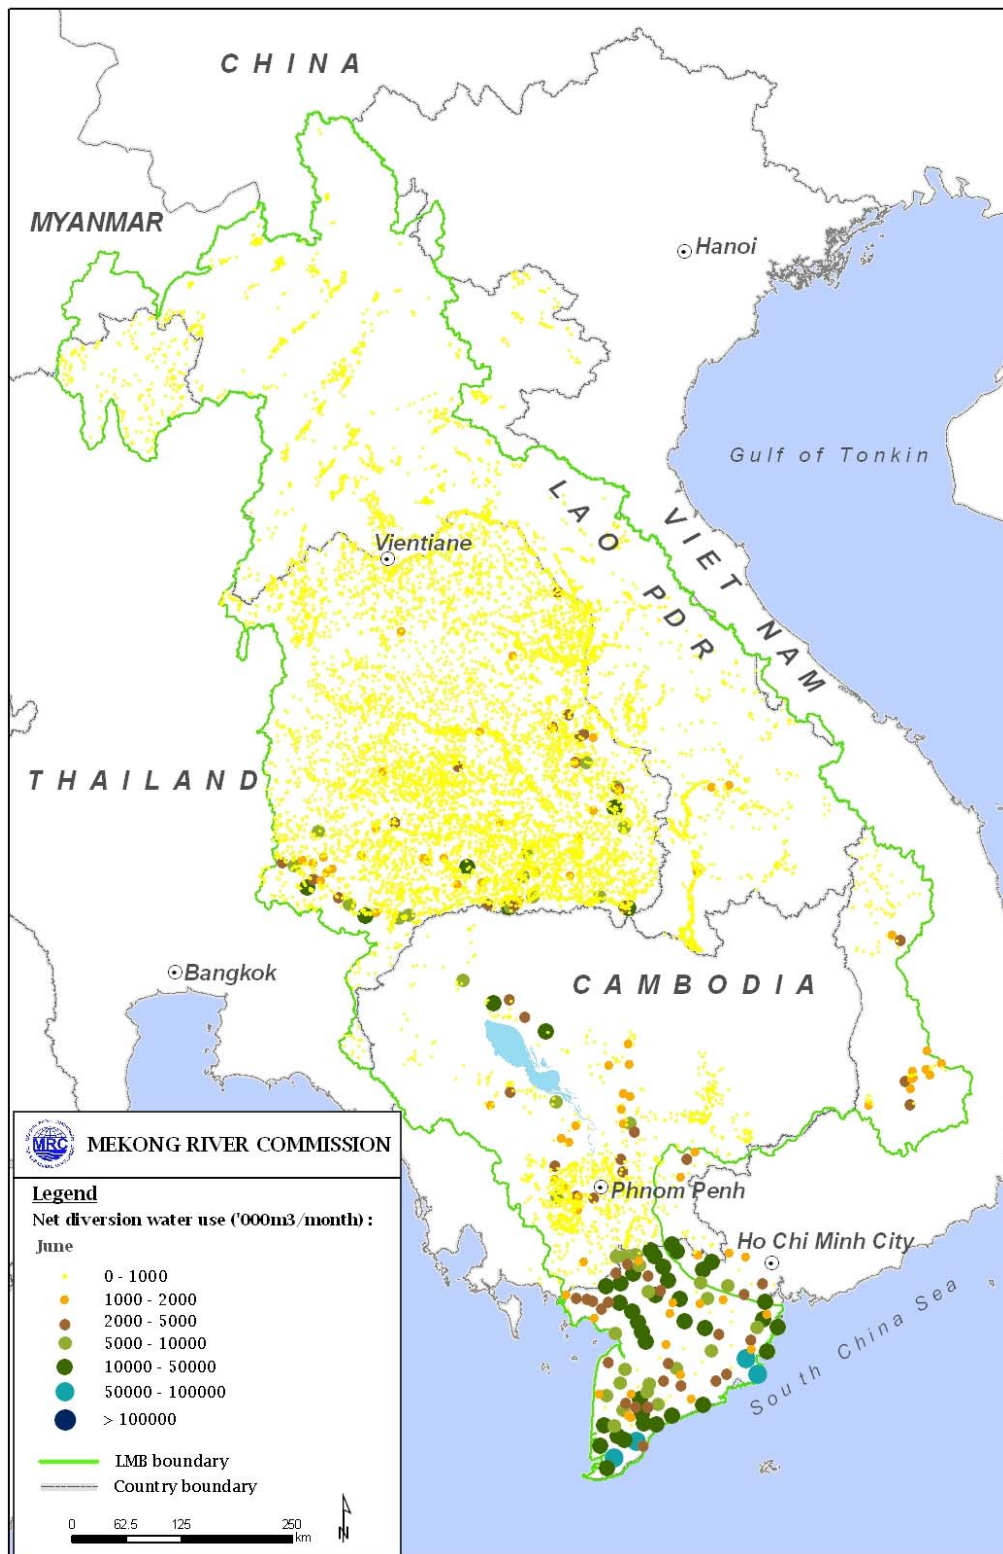 CHINA
MYANMAR
Hanoi
Gulf of Tonkin
LAO PDR
VIET NAM
Vientiane
THAILAND
Bangkok
CAMBODIA
Phnom Penh
Ho Chi Minh City
South China Sea
MRC
MEKONG RIVER COMMISSION
Legend
Net diversion water use ('000m3/month) :
June
0 - 1000
1000 - 2000
2000 - 5000
5000 - 10000
10000 - 50000
50000 - 100000
> 100000
LMB boundary
Country boundary
0 62.5 125 250
km
N